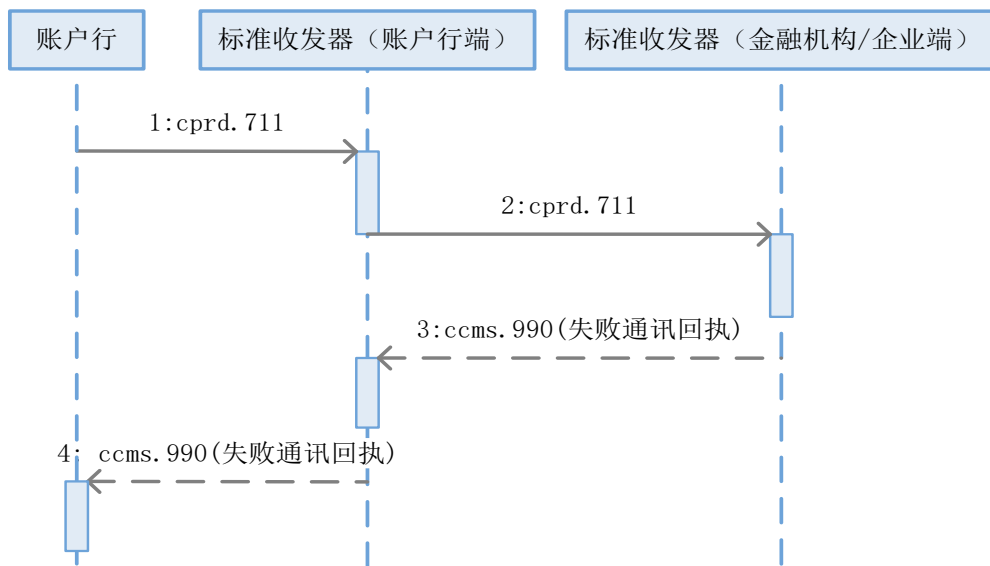 账户行
标准收发器（账户行端）
标准收发器（金融机构/企业端）
1:cprd.711
2:cprd.711
3:ccms.990(失败通讯回执)
4: ccms.990(失败通讯回执)